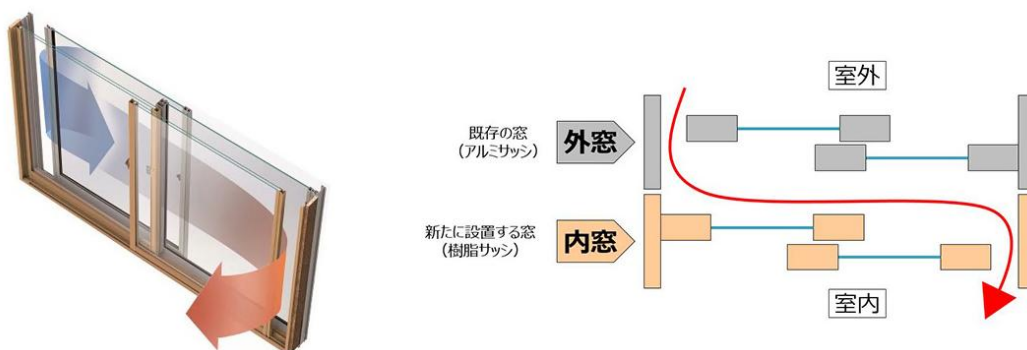 室外
既存の窓
（アルミサッシ）
外窓
新たに設置する窓
（樹脂サッシ）
内窓
室内